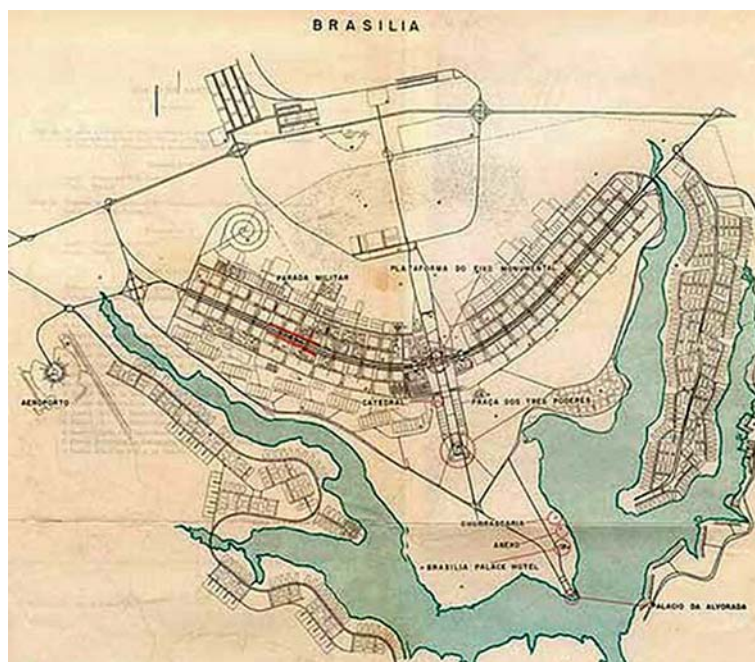 BRASILIA
PARADA MILITAR
PLATAFORMA DO EIXO MONUMENTAL
AEROPORTO
CATEDRAL
PRAÇA DOS TRES PODERES
CHURRASCARIA
ANEXO
BRASILIA PALACE HOTEL
PALACIO DA ALVORADA